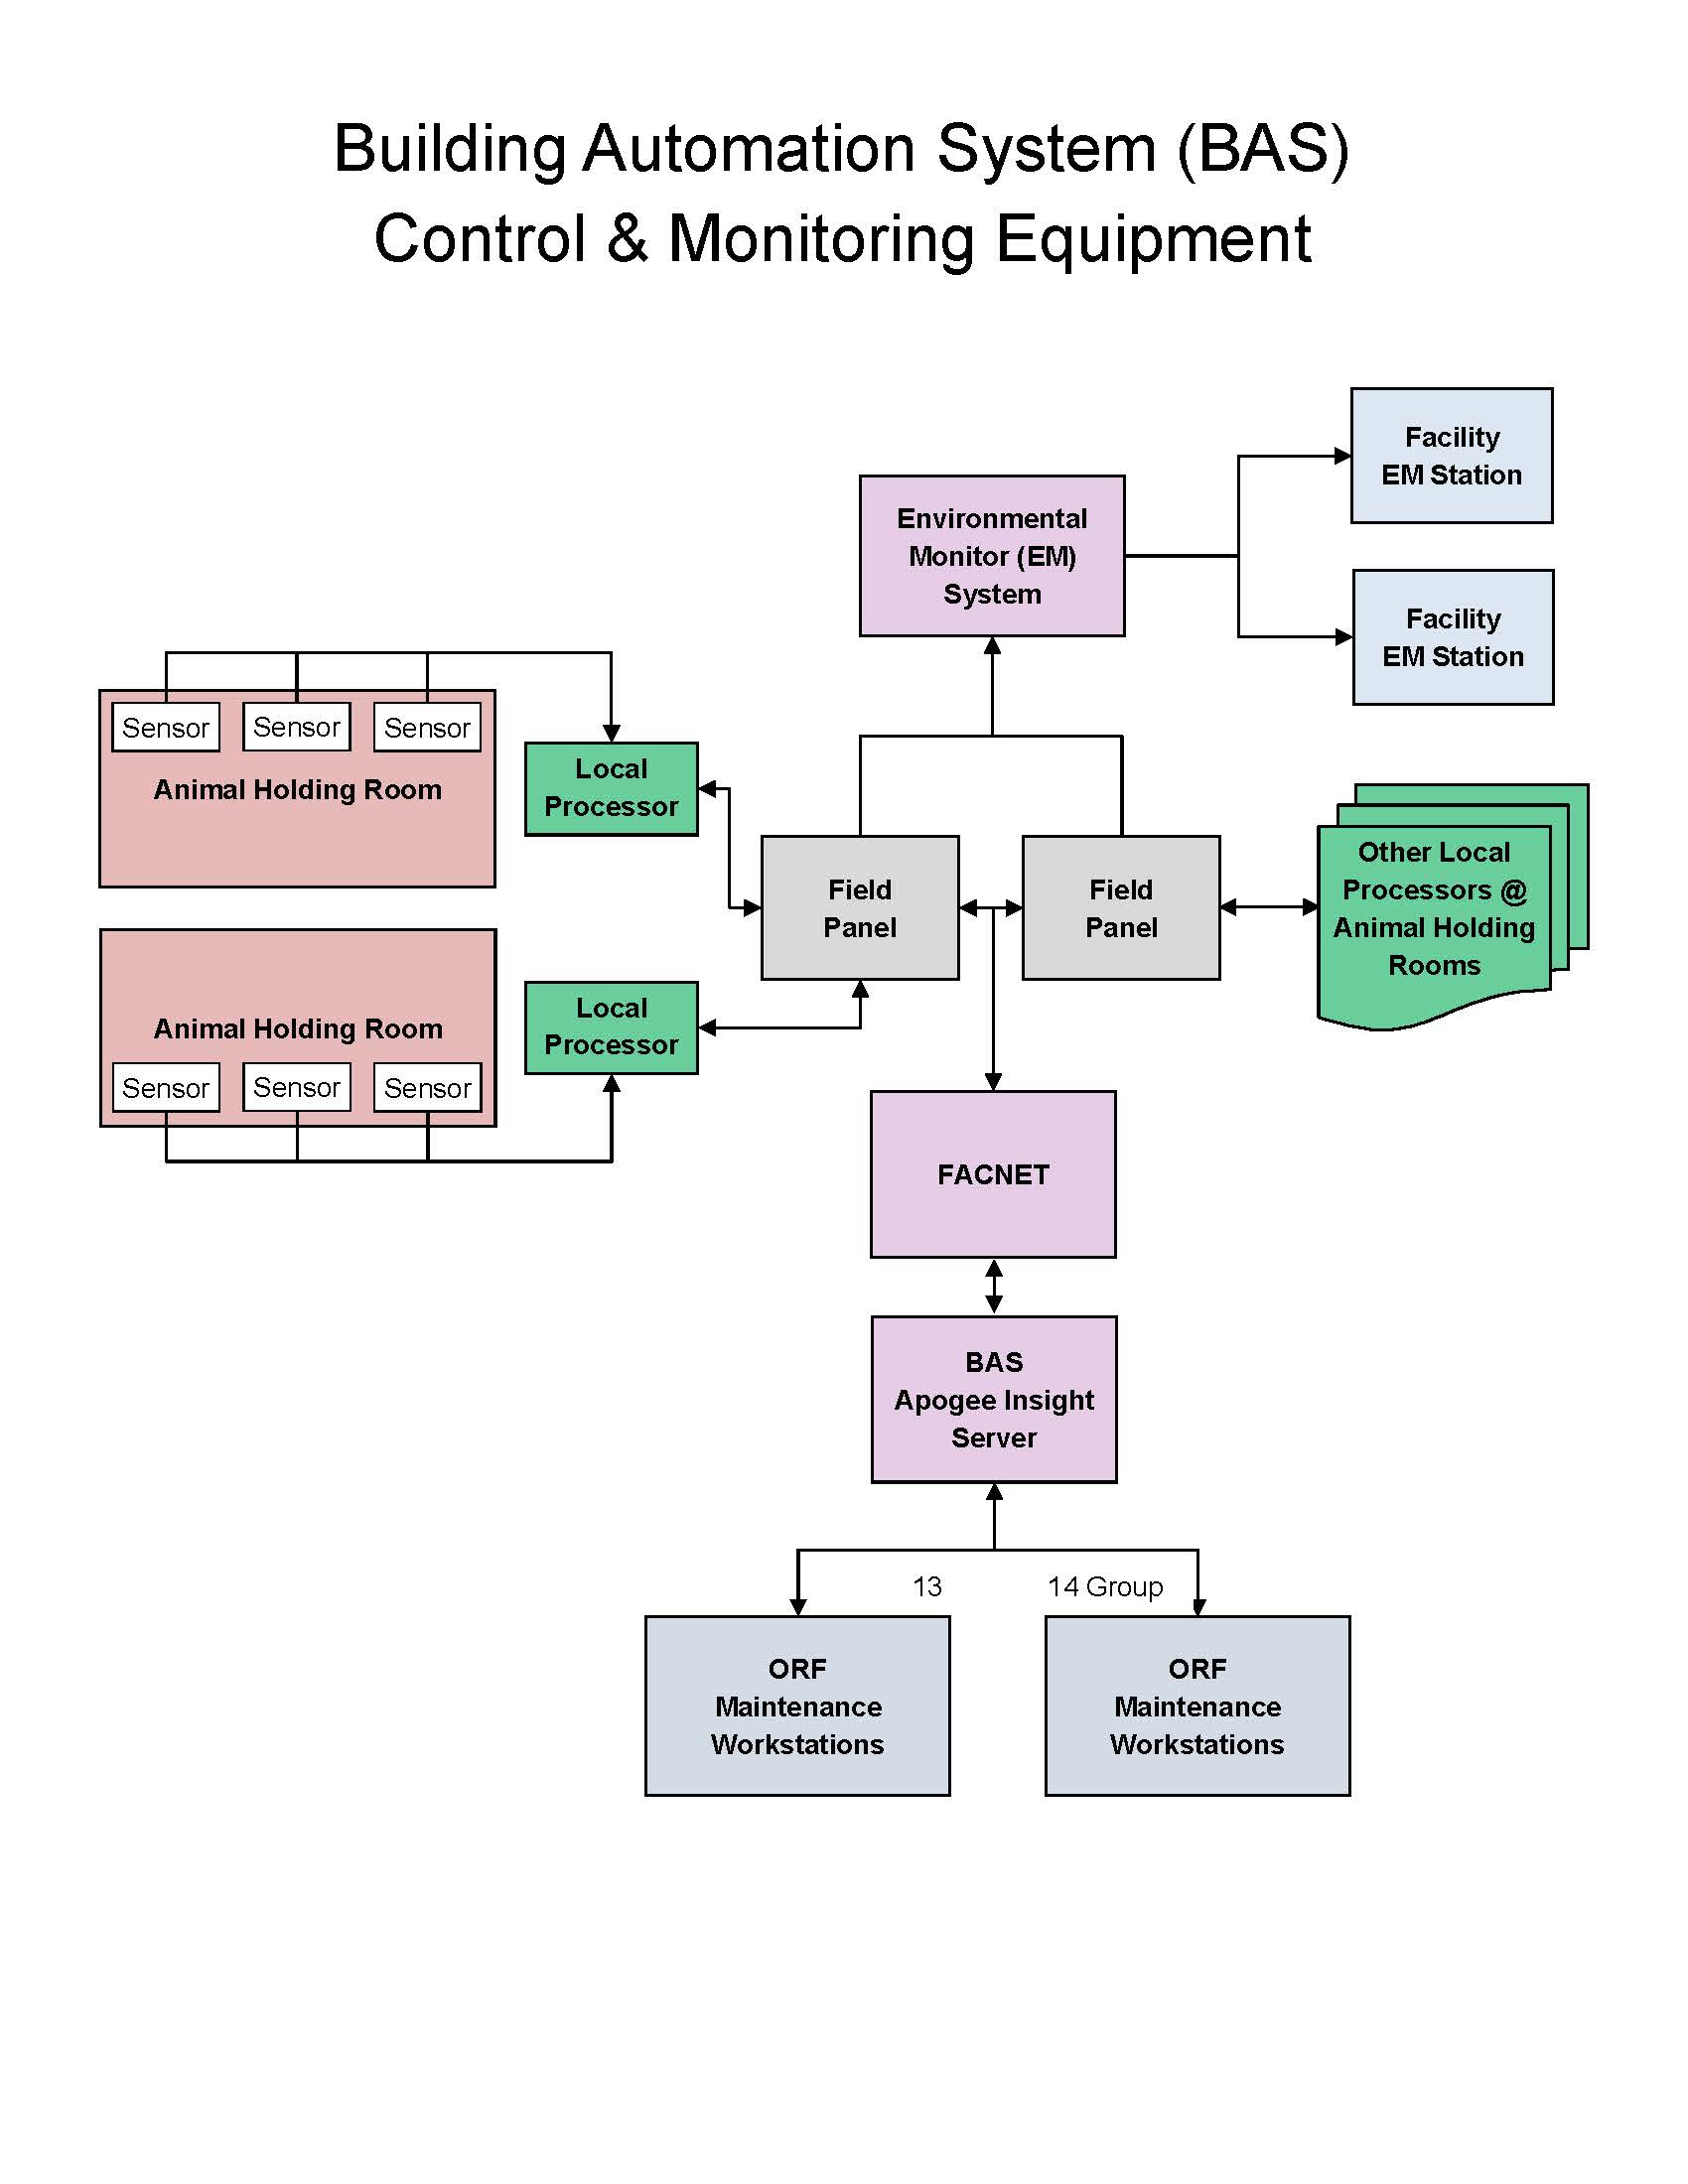 Building Automation System (BAS)
Control & Monitoring Equipment
Facility
EM Station
Environmental
Monitor (EM)
System
Facility
EM Station
Sensor
Sensor
Sensor
Animal Holding Room
Local
Processor
Field
Panel
Field
Panel
Other Local
Processors @
Animal Holding
Rooms
Animal Holding Room
Sensor
Sensor
Sensor
Local
Processor
FACNET
BAS
Apogee Insight
Server
13
14 Group
ORF
Maintenance
Workstations
ORF
Maintenance
Workstations